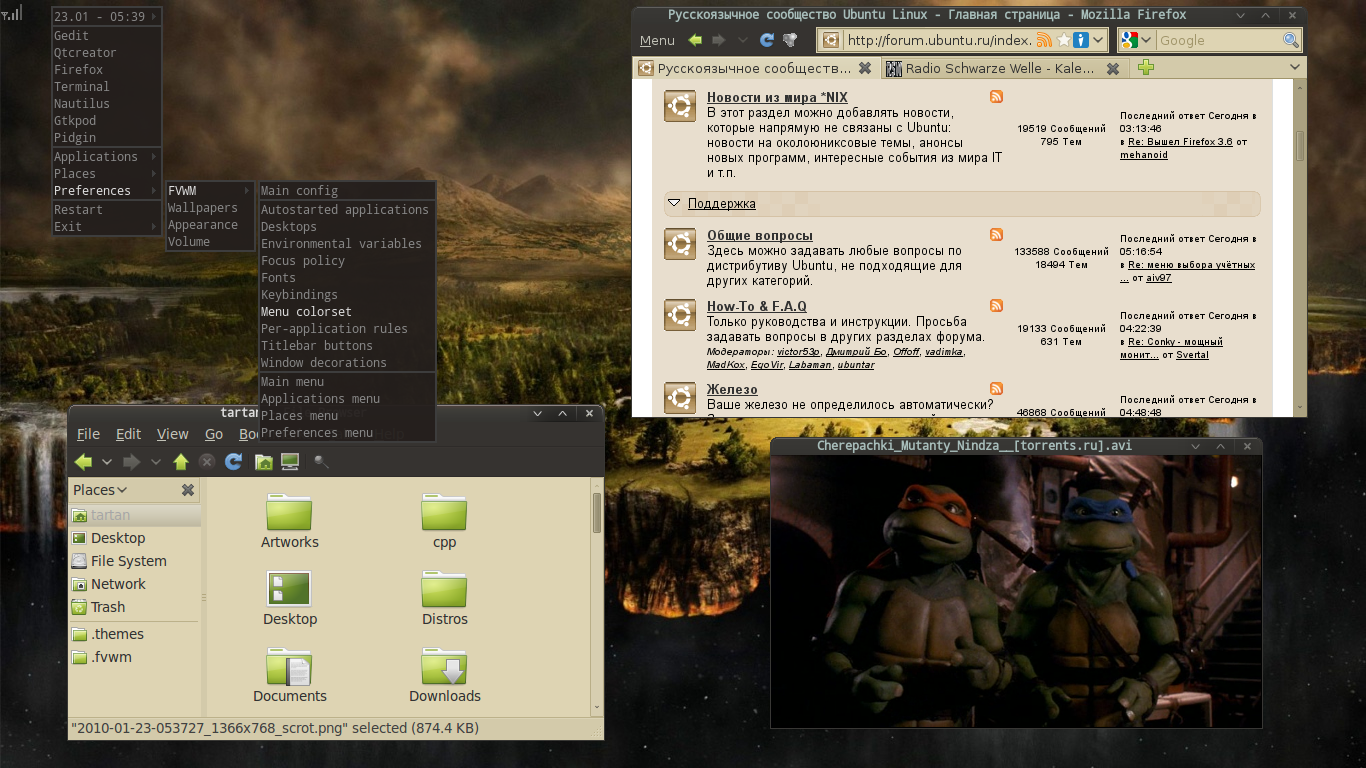 23.01 - 05:39
Gedit
Qtcreator
Firefox
Terminal
Nautilus
Gtkpod
Pidgin
Applications
Places
Preferences
Restart
Exit
FVWM
Wallpapers
Appearance
Volume
Main config
Autostarted applications
Desktops
Environmental variables
Focus policy
Fonts
Keybindings
Menu colorset
Per-application rules
Titlebar buttons
Window decorations
Main menu
Applications menu
Places menu
Preferences menu
Русскоязычное сообщество Ubuntu Linux - Главная страница - Mozilla Firefox
Menu
http://forum.ubuntu.ru/index.
Google
Русскоязычное сообществ...
Radio Schwarze Welle - Kale...
Новости из мира *NIX
В этот раздел можно добавлять новости,
которые напрямую не связаны с Ubuntu:
новости на околоюниксовые темы, анонсы
новых программ, интересные события из мира IT
и т.п.
19519 Сообщений
795 Тем
Последний ответ Сегодня в
03:13:46
в Re: Вышел Firefox 3.6 от
mehanoid
Поддержка
Общие вопросы
Здесь можно задавать любые вопросы по
дистрибутиву Ubuntu, не подходящие для
других категорий.
133588 Сообщений
18494 Тем
Последний ответ Сегодня в
05:16:54
в Re: меню выбора учётных
... от aiv97
How-To & F.A.Q
Только руководства и инструкции. Просьба
задавать вопросы в других разделах форума.
Модераторы: victor53p, Дмитрий Бо, Offoff, vadimka,
MadKox, EgoVir, Labaman, ubuntar
19133 Сообщений
631 Тем
Последний ответ Сегодня в
04:22:39
в Re: Conky - мощный
монит... от Svertal
Железо
Ваше железо не определилось автоматически?
46868 Сообщений
Последний ответ Сегодня в
04:48:48
tartan
File Edit View Go
Places
tartan
Desktop
File System
Network
Trash
.themes
.fvwm
Artworks
cpp
Desktop
Distros
Documents
Downloads
"2010-01-23-053727_1366x768_scrot.png" selected (874.4 KB)
Cherepachki_Mutanty_Nindza__[torrents.ru].avi